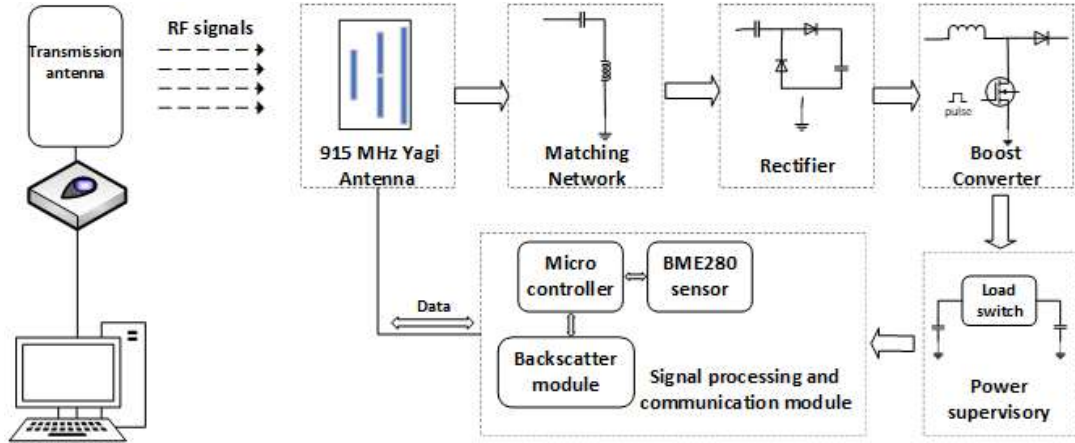 Transmission
antenna
RF signals
915 MHz Yagi
Antenna
Matching
Network
Rectifier
pulse
Boost
Converter
Micro
controller
BME280
sensor
Data
Backscatter
module
Signal processing and
communication module
Load
switch
Power
supervisory